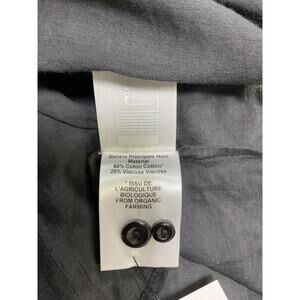 Matière Principale Main
Material
80% Coton Cotton*
20% Viscose Viscose
* ISSU DE
L'AGRICULTURE
BIOLOGIQUE
FROM ORGANIC
FARMING